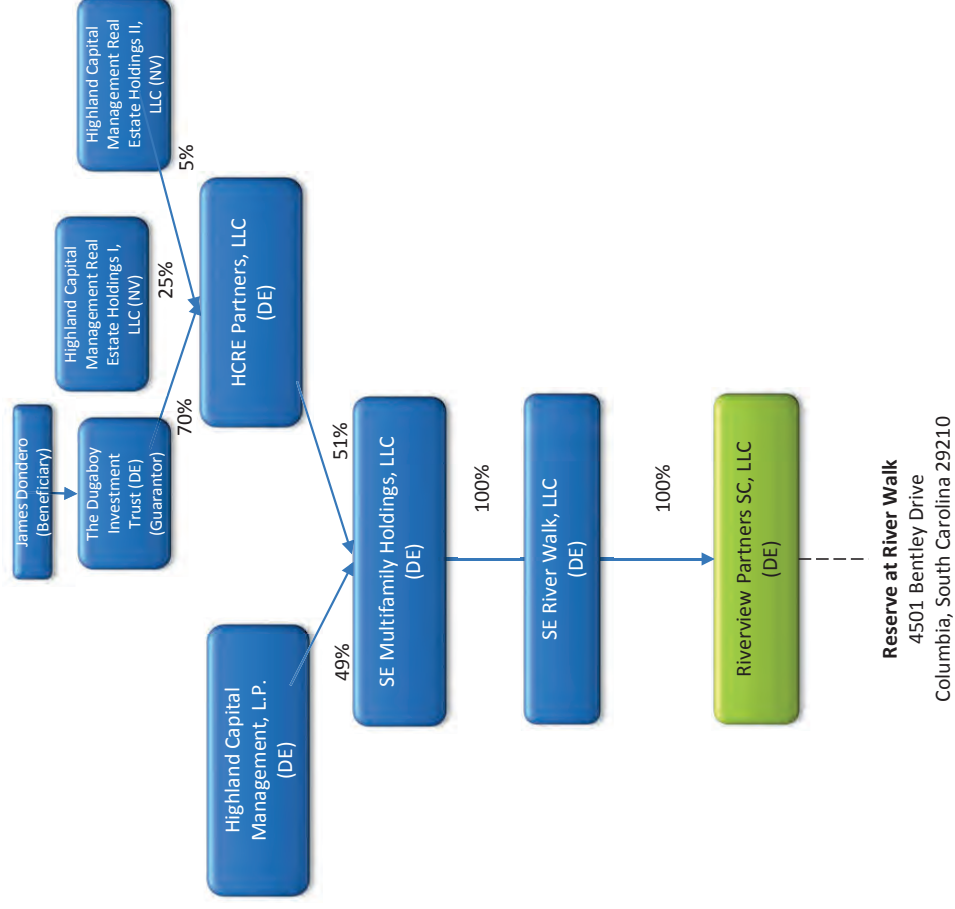 James Dondero
(Beneficiary)
The Dugaboy
Investment
Trust (DE)
(Guarantor)
Highland Capital
Management Real
Estate Holdings I,
LLC (NV)
Highland Capital
Management Real
Estate Holdings II,
LLC (NV)
70%
25%
5%
Highland Capital
Management, L.P.
(DE)
HCRE Partners, LLC
(DE)
49%
51%
SE Multifamily Holdings, LLC
(DE)
100%
SE River Walk, LLC
(DE)
100%
Riverview Partners SC, LLC
(DE)
Reserve at River Walk
4501 Bentley Drive
Columbia, South Carolina 29210